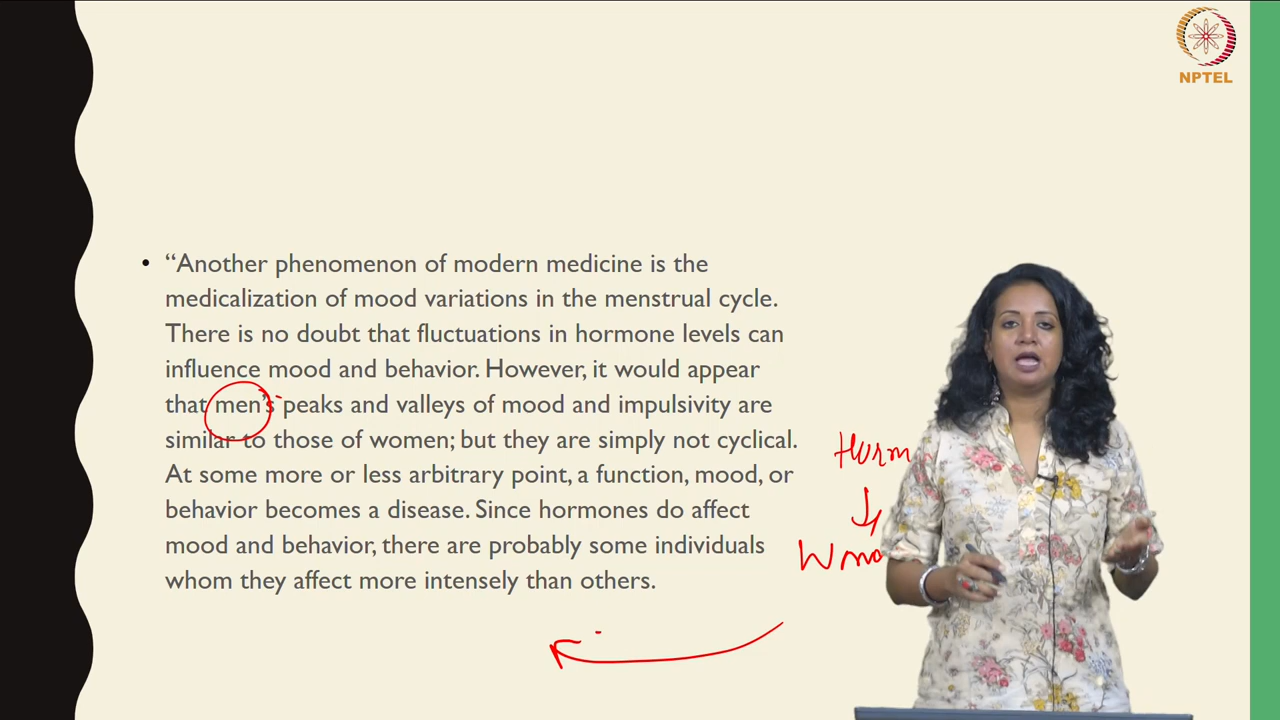 NPTEL
• “Another phenomenon of modern medicine is the
medicalization of mood variations in the menstrual cycle.
There is no doubt that fluctuations in hormone levels can
influence mood and behavior. However, it would appear
that men’s peaks and valleys of mood and impulsivity are
similar to those of women; but they are simply not cyclical.
At some more or less arbitrary point, a function, mood, or
behavior becomes a disease. Since hormones do affect
mood and behavior, there are probably some individuals
whom they affect more intensely than others.
Horm